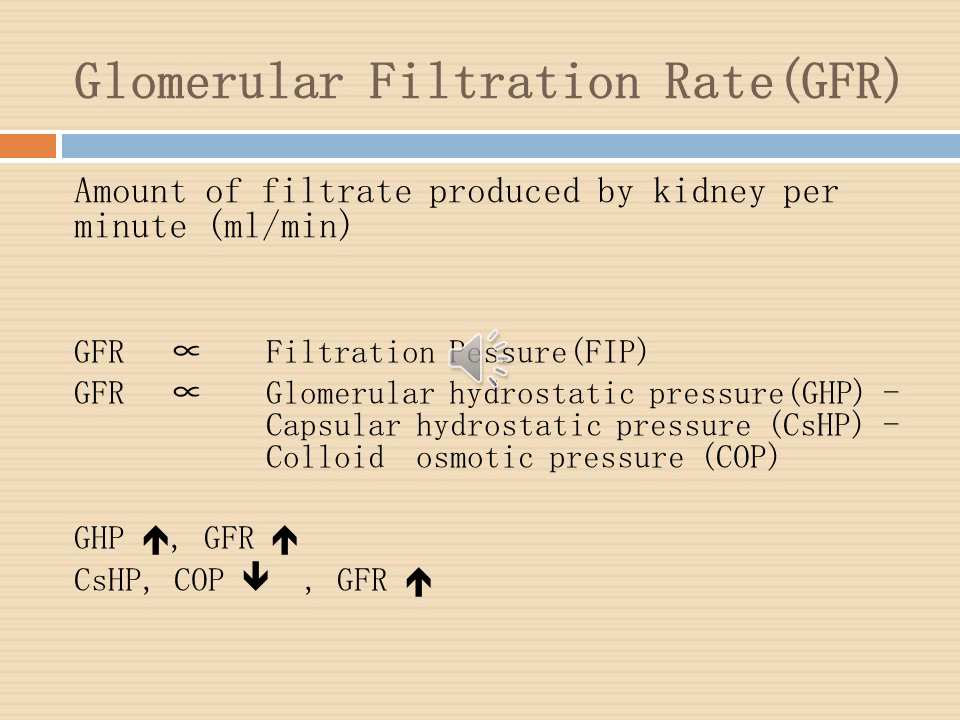 Glomerular Filtration Rate(GFR)
Amount of filtrate produced by kidney per
minute (ml/min)
GFR ∝ Filtration Pessure(FIP)
GFR ∝ Glomerular hydrostatic pressure(GHP) -
Capsular hydrostatic pressure (CsHP) -
Colloid osmotic pressure (COP)
GHP 🡹, GFR 🡹
CsHP, COP 🡻 , GFR 🡹